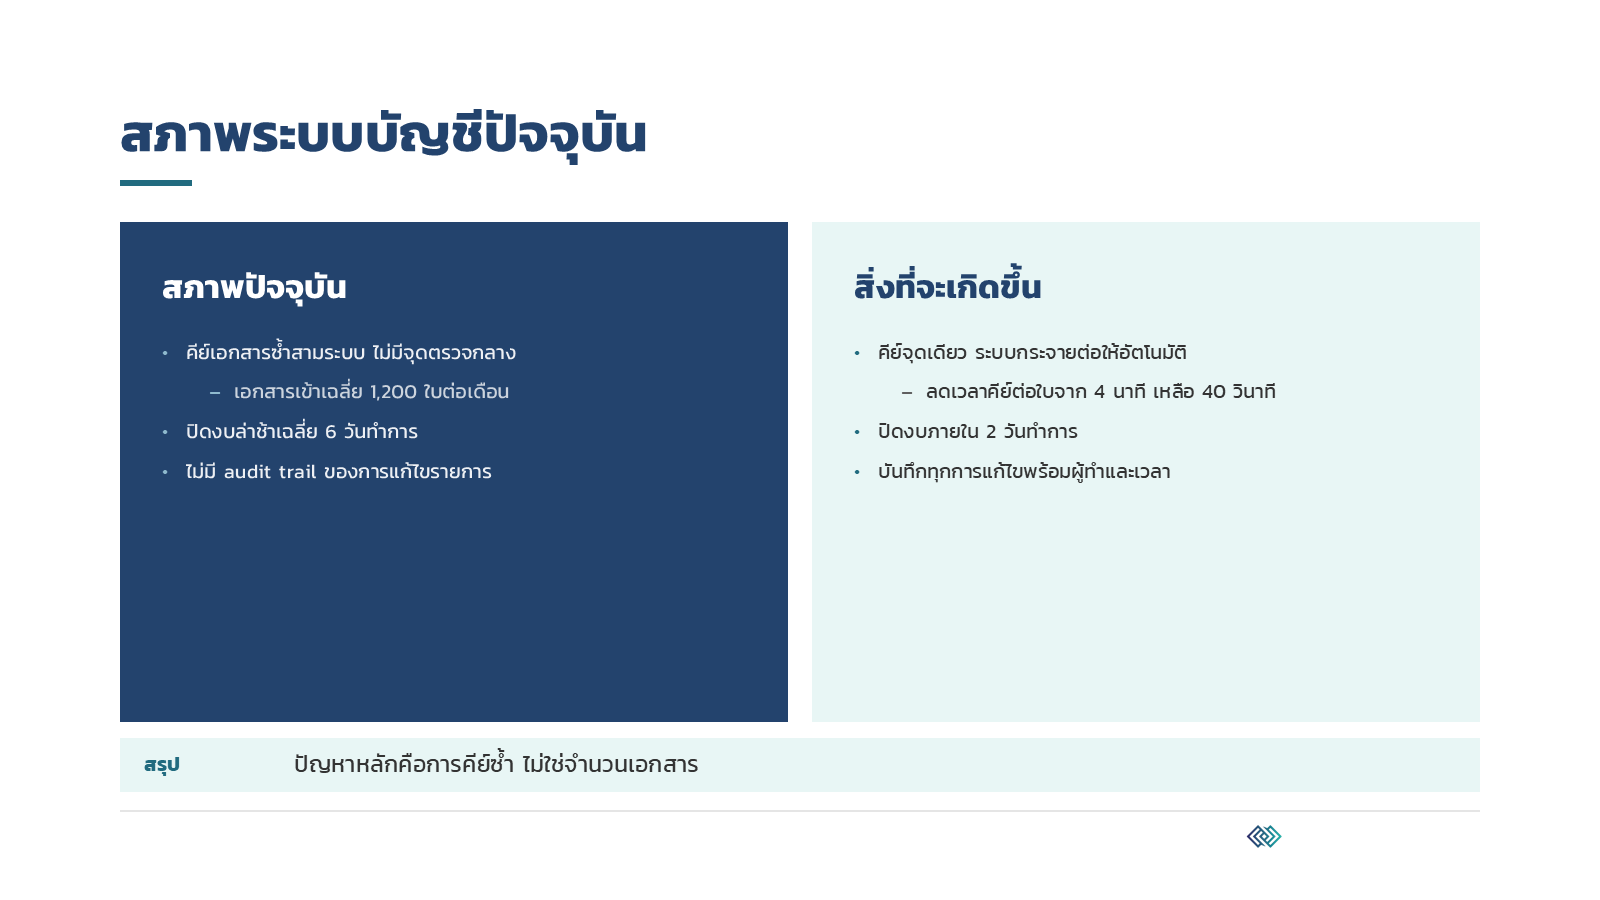 สภาพระบบบัญชีปัจจุบัน
สภาพปัจจุบัน
• คีย์เอกสารซ้ำสามระบบ ไม่มีจุดตรวจกลาง
– เอกสารเข้าเฉลี่ย 1,200 ใบต่อเดือน
• ปิดงบล่าช้าเฉลี่ย 6 วันทำการ
• ไม่มี audit trail ของการแก้ไขรายการ
สิ่งที่จะเกิดขึ้น
• คีย์จุดเดียว ระบบกระจายต่อให้อัตโนมัติ
– ลดเวลาคีย์ต่อใบจาก 4 นาที เหลือ 40 วินาที
• ปิดงบภายใน 2 วันทำการ
• บันทึกทุกการแก้ไขพร้อมผู้ทำและเวลา
สรุป ปัญหาหลักคือการคีย์ซ้ำ ไม่ใช่จำนวนเอกสาร